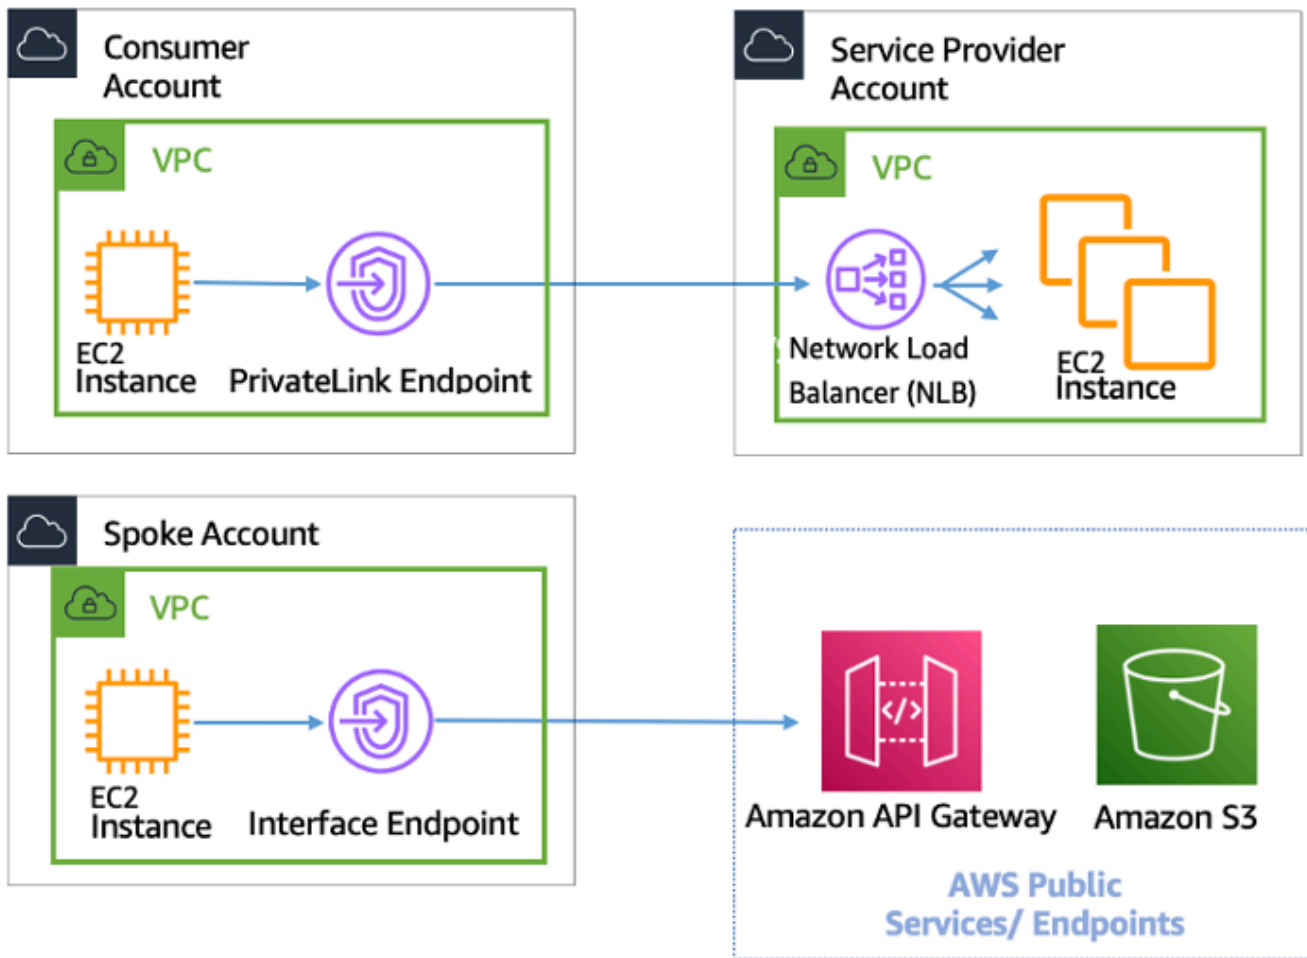 Consumer
Account
VPC
EC2
Instance
PrivateLink Endpoint
Service Provider
Account
VPC
Network Load
Balancer (NLB)
EC2
Instance
Spoke Account
VPC
EC2
Instance
Interface Endpoint
</>
Amazon API Gateway
Amazon S3
AWS Public
Services/ Endpoints